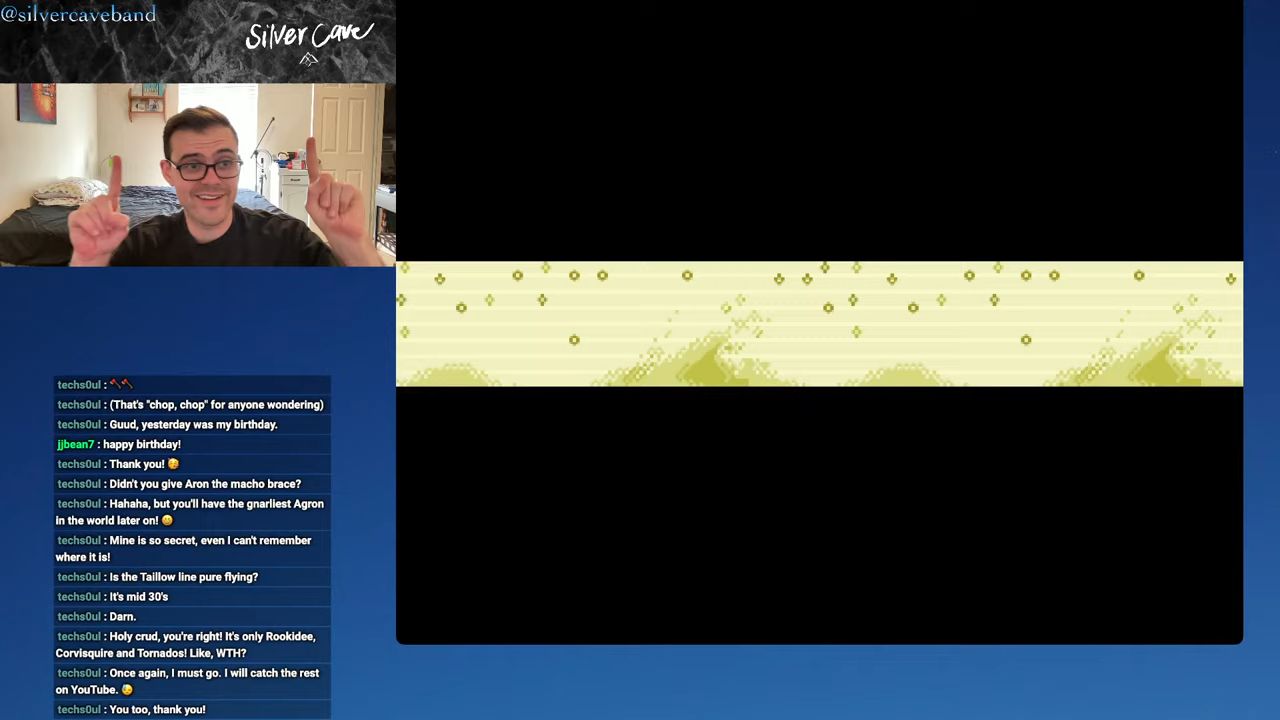 @silvercaveband
Silver Cave
techs0ul :
(That's "chop, chop" for anyone wondering)
techs0ul :
techs0ul : Guud, yesterday was my birthday.
jjbean7 : happy birthday!
techs0ul : Thank you! 🥳
techs0ul : Didn't you give Aron the macho brace?
techs0ul : Hahaha, but you'll have the gnarliest Agron
in the world later on! 😀
techs0ul : Mine is so secret, even I can't remember
where it is!
techs0ul : Is the Taillow line pure flying?
techs0ul : It's mid 30's
techs0ul : Darn.
techs0ul : Holy crud, you're right! It's only Rookidee,
Corvisquire and Tornados! Like, WTH?
techs0ul : Once again, I must go. I will catch the rest
on YouTube. 😥
techs0ul : You too, thank you!